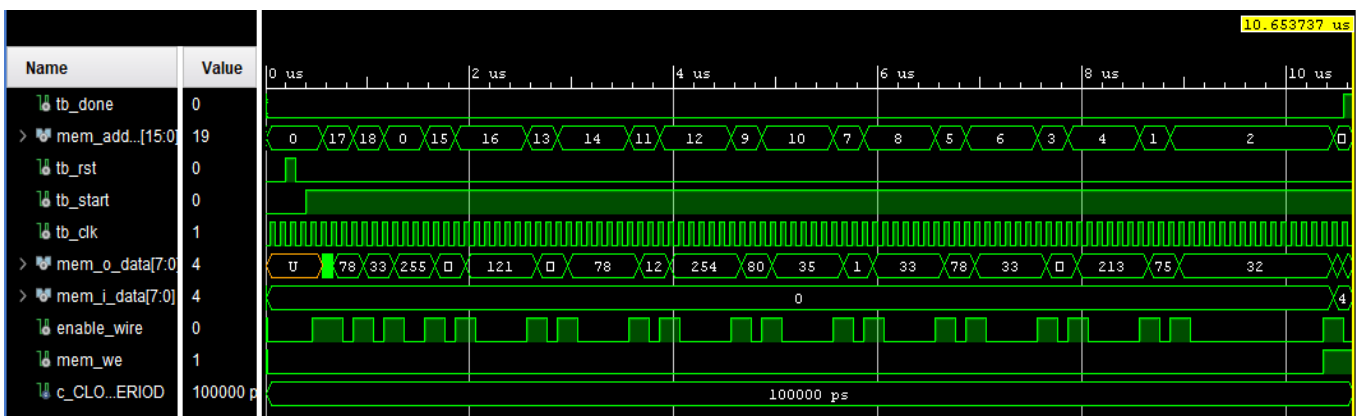 10.653737 us
Name Value
0 us 2 us 4 us 6 us 8 us 10 us
tb_done 0
mem_add...[15:0] 19 0 17 18 0 15 16 13 14 11 12 9 10 7 8 5 6 3 4 1 2
tb_rst 0
tb_start 0
tb_clk 1
mem_o_data[7:0] 4 U 78 33 255 121 78 12 254 80 35 1 33 78 33 213 75 32
mem_i_data[7:0] 4 0 4
enable_wire 0
mem_we 1
c_CLO...ERIOD 100000 p 100000 ps